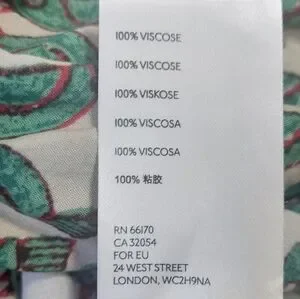 100% VISCOSE
100% VISCOSE
100% VISKOSE
100% VISCOSA
100% VISCOSA
100% 粘胶
RN 66170
CA 32054
FOR EU
24 WEST STREET
LONDON, WC2H9NA